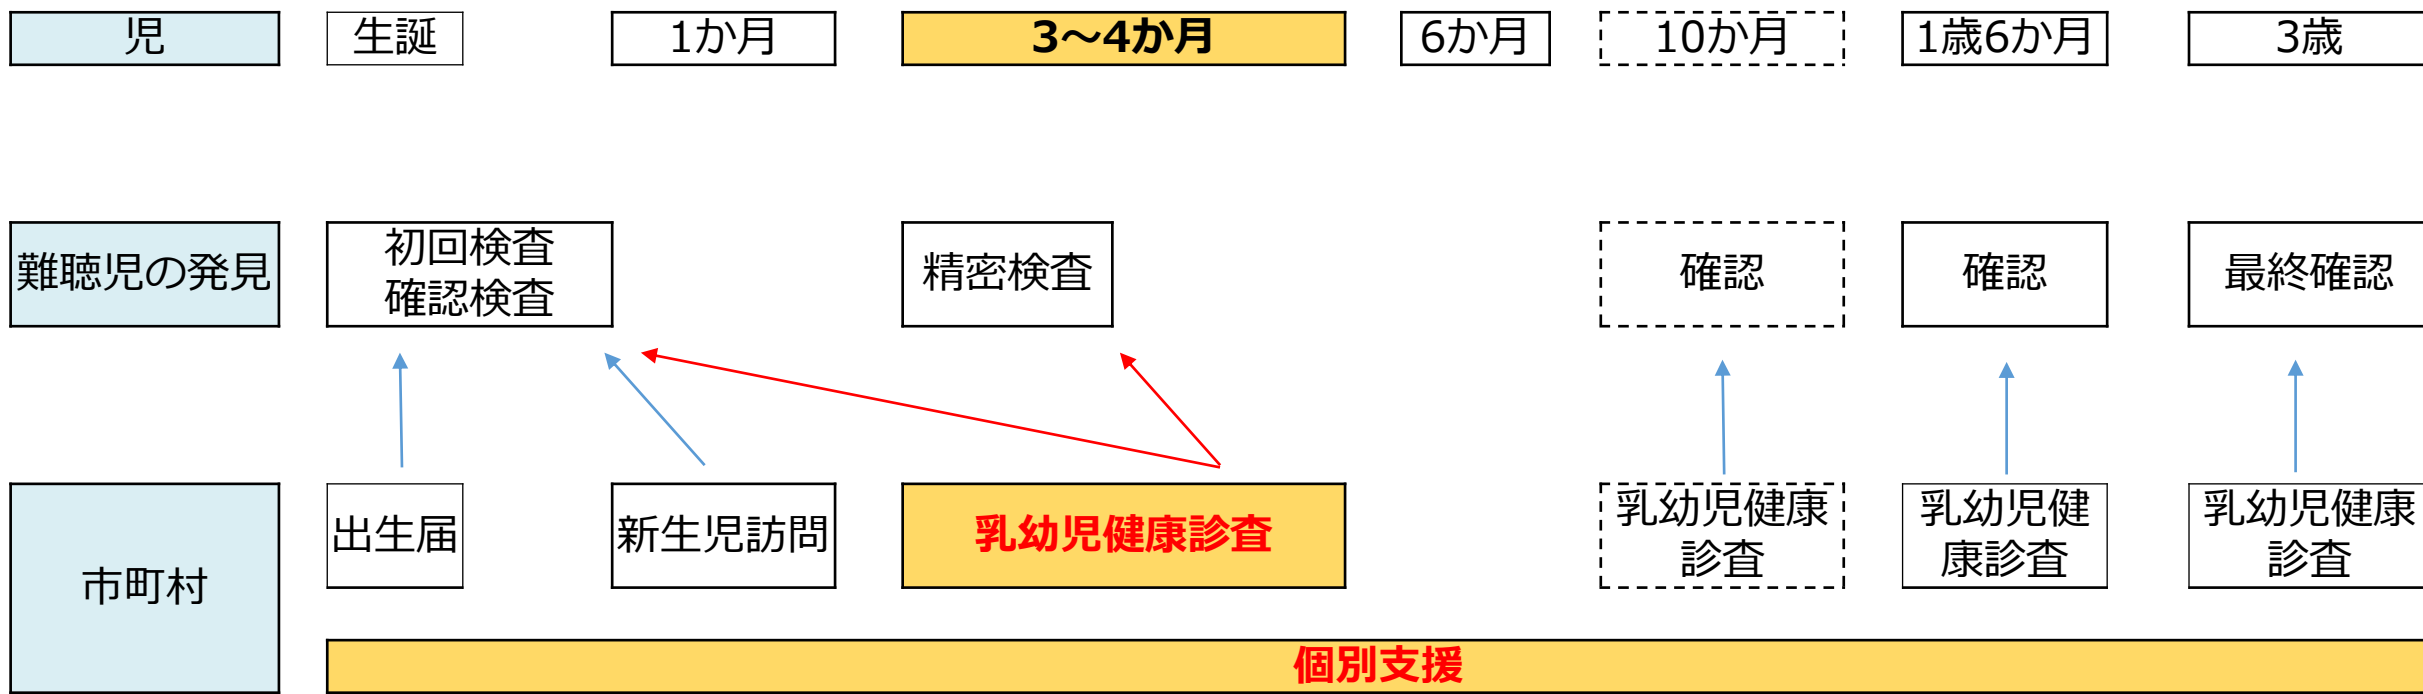 児
生誕
1か月
3～4か月
6か月
10か月
1歳6か月
3歳
難聴児の発見
初回検査
確認検査
精密検査
確認
確認
最終確認
市町村
出生届
新生児訪問
乳幼児健康診査
乳幼児健康
診査
乳幼児健
康診査
乳幼児健康
診査
個別支援